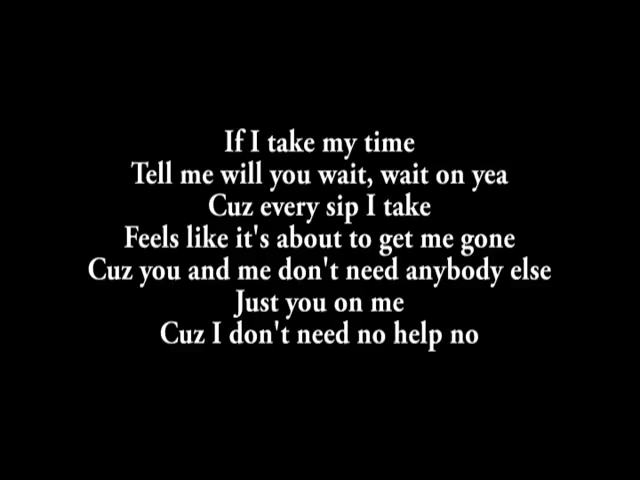 If I take my time
Tell me will you wait, wait on yea
Cuz every sip I take
Feels like it's about to get me gone
Cuz you and me don't need anybody else
Just you on me
Cuz I don't need no help no